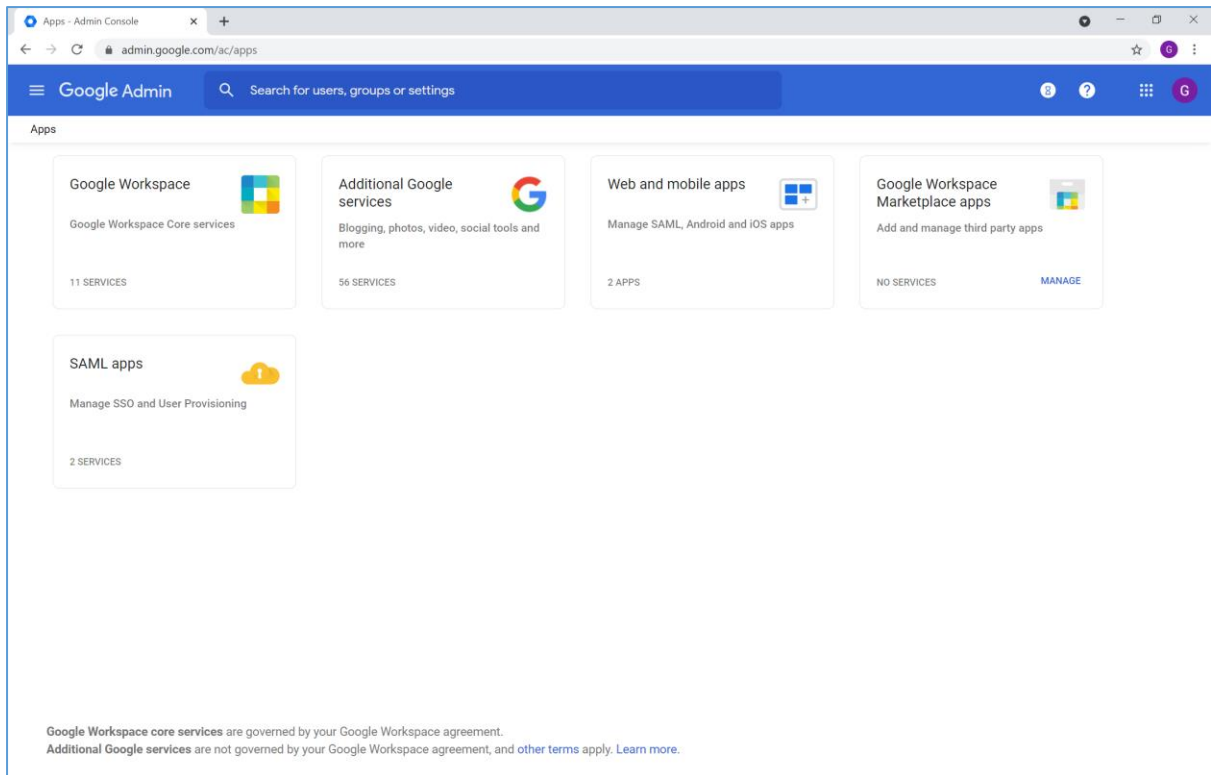 Apps - Admin Console
admin.google.com/ac/apps
G
Google Admin
Search for users, groups or settings
G
Apps
Google Workspace
Google Workspace Core services
11 SERVICES
Additional Google
services
Blogging, photos, video, social tools and
more
56 SERVICES
Web and mobile apps
Manage SAML, Android and iOS apps
2 APPS
Google Workspace
Marketplace apps
Add and manage third party apps
NO SERVICES MANAGE
SAML apps
Manage SSO and User Provisioning
2 SERVICES
Google Workspace core services are governed by your Google Workspace agreement.
Additional Google services are not governed by your Google Workspace agreement, and other terms apply. Learn more.